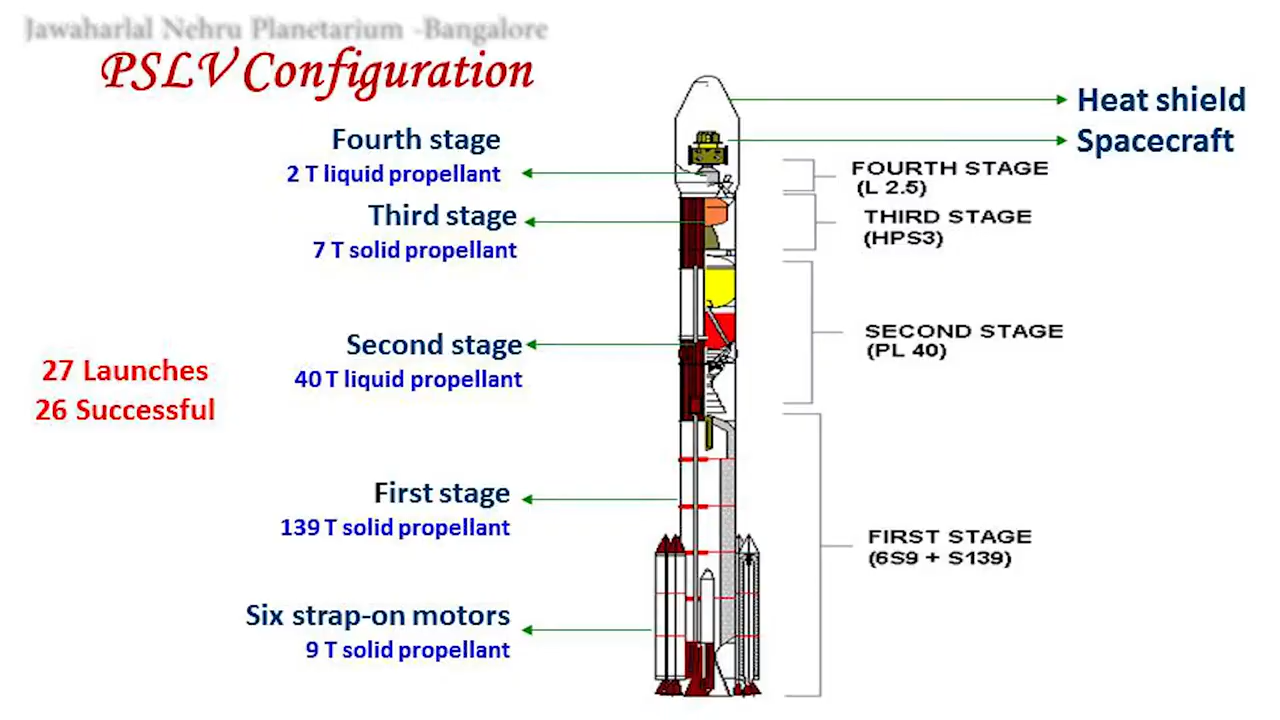 Jawaharlal Nehru Planetarium -Bangalore
PSLV Configuration
Heat shield
Spacecraft
Fourth stage
2 T liquid propellant
FOURTH STAGE
(L 2.5)
Third stage
7 T solid propellant
THIRD STAGE
(HPS3)
Second stage
40 T liquid propellant
SECOND STAGE
(PL 40)
27 Launches
26 Successful
First stage
139 T solid propellant
FIRST STAGE
(6S9 + S139)
Six strap-on motors
9 T solid propellant